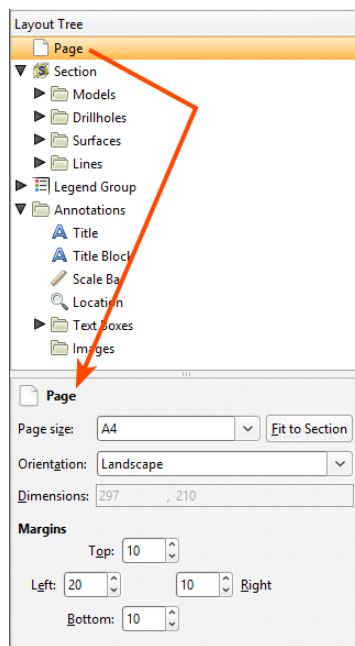 Layout Tree
Page
Section
Models
Drillholes
Surfaces
Lines
Legend Group
Annotations
Title
Title Block
Scale Bar
Location
Text Boxes
Images
Page
Page size: A4 Fit to Section
Orientation: Landscape
Dimensions: 297 , 210
Margins
Top: 10
Left: 20 10 Right
Bottom: 10